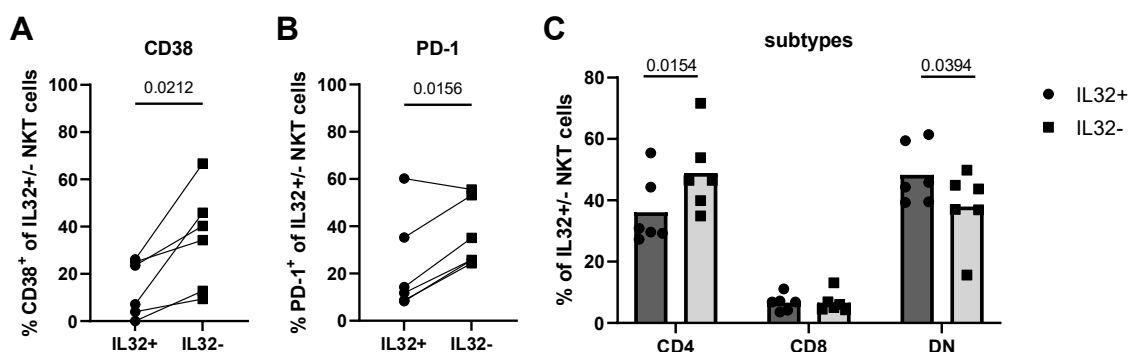 A
CD38
0.0212
% CD38⁺ of IL32+/- NKT cells
100
80
60
40
20
0
IL32+ IL32-
B
PD-1
0.0156
% PD-1⁺ of IL32+/- NKT cells
100
80
60
40
20
0
IL32+ IL32-
C
subtypes
0.0154
0.0394
% of IL32+/- NKT cells
80
60
40
20
0
CD4 CD8 DN
IL32+
IL32-